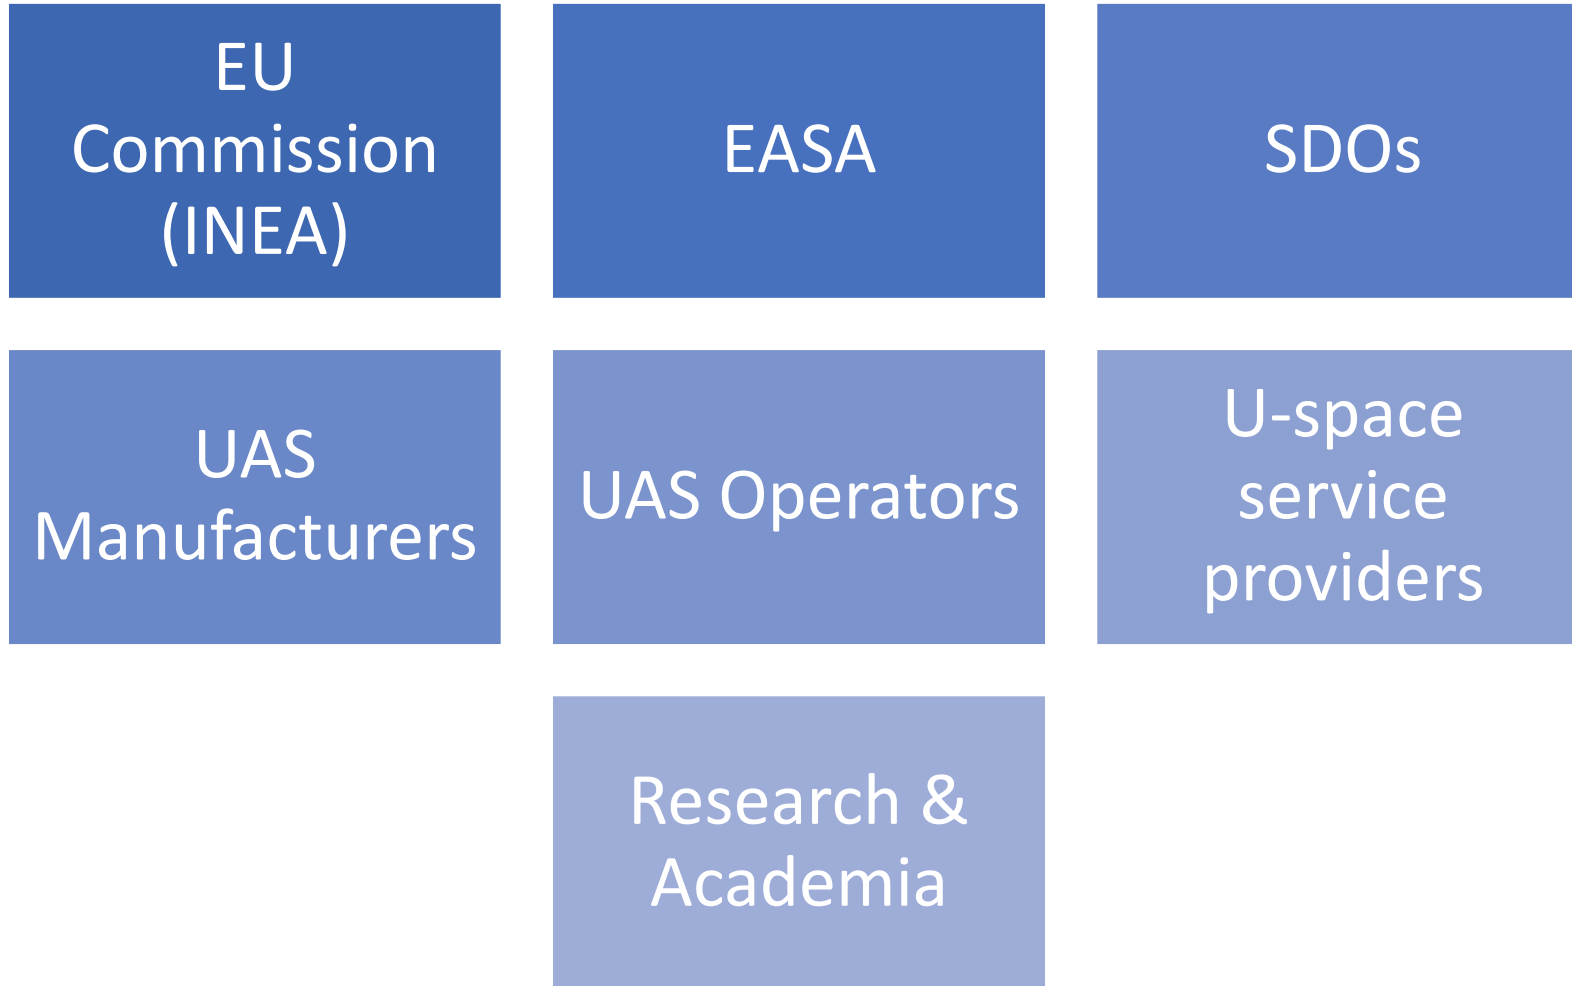 EU
Commission
(INEA)
EASA
SDOs
UAS
Manufacturers
UAS Operators
U-space
service
providers
Research &
Academia